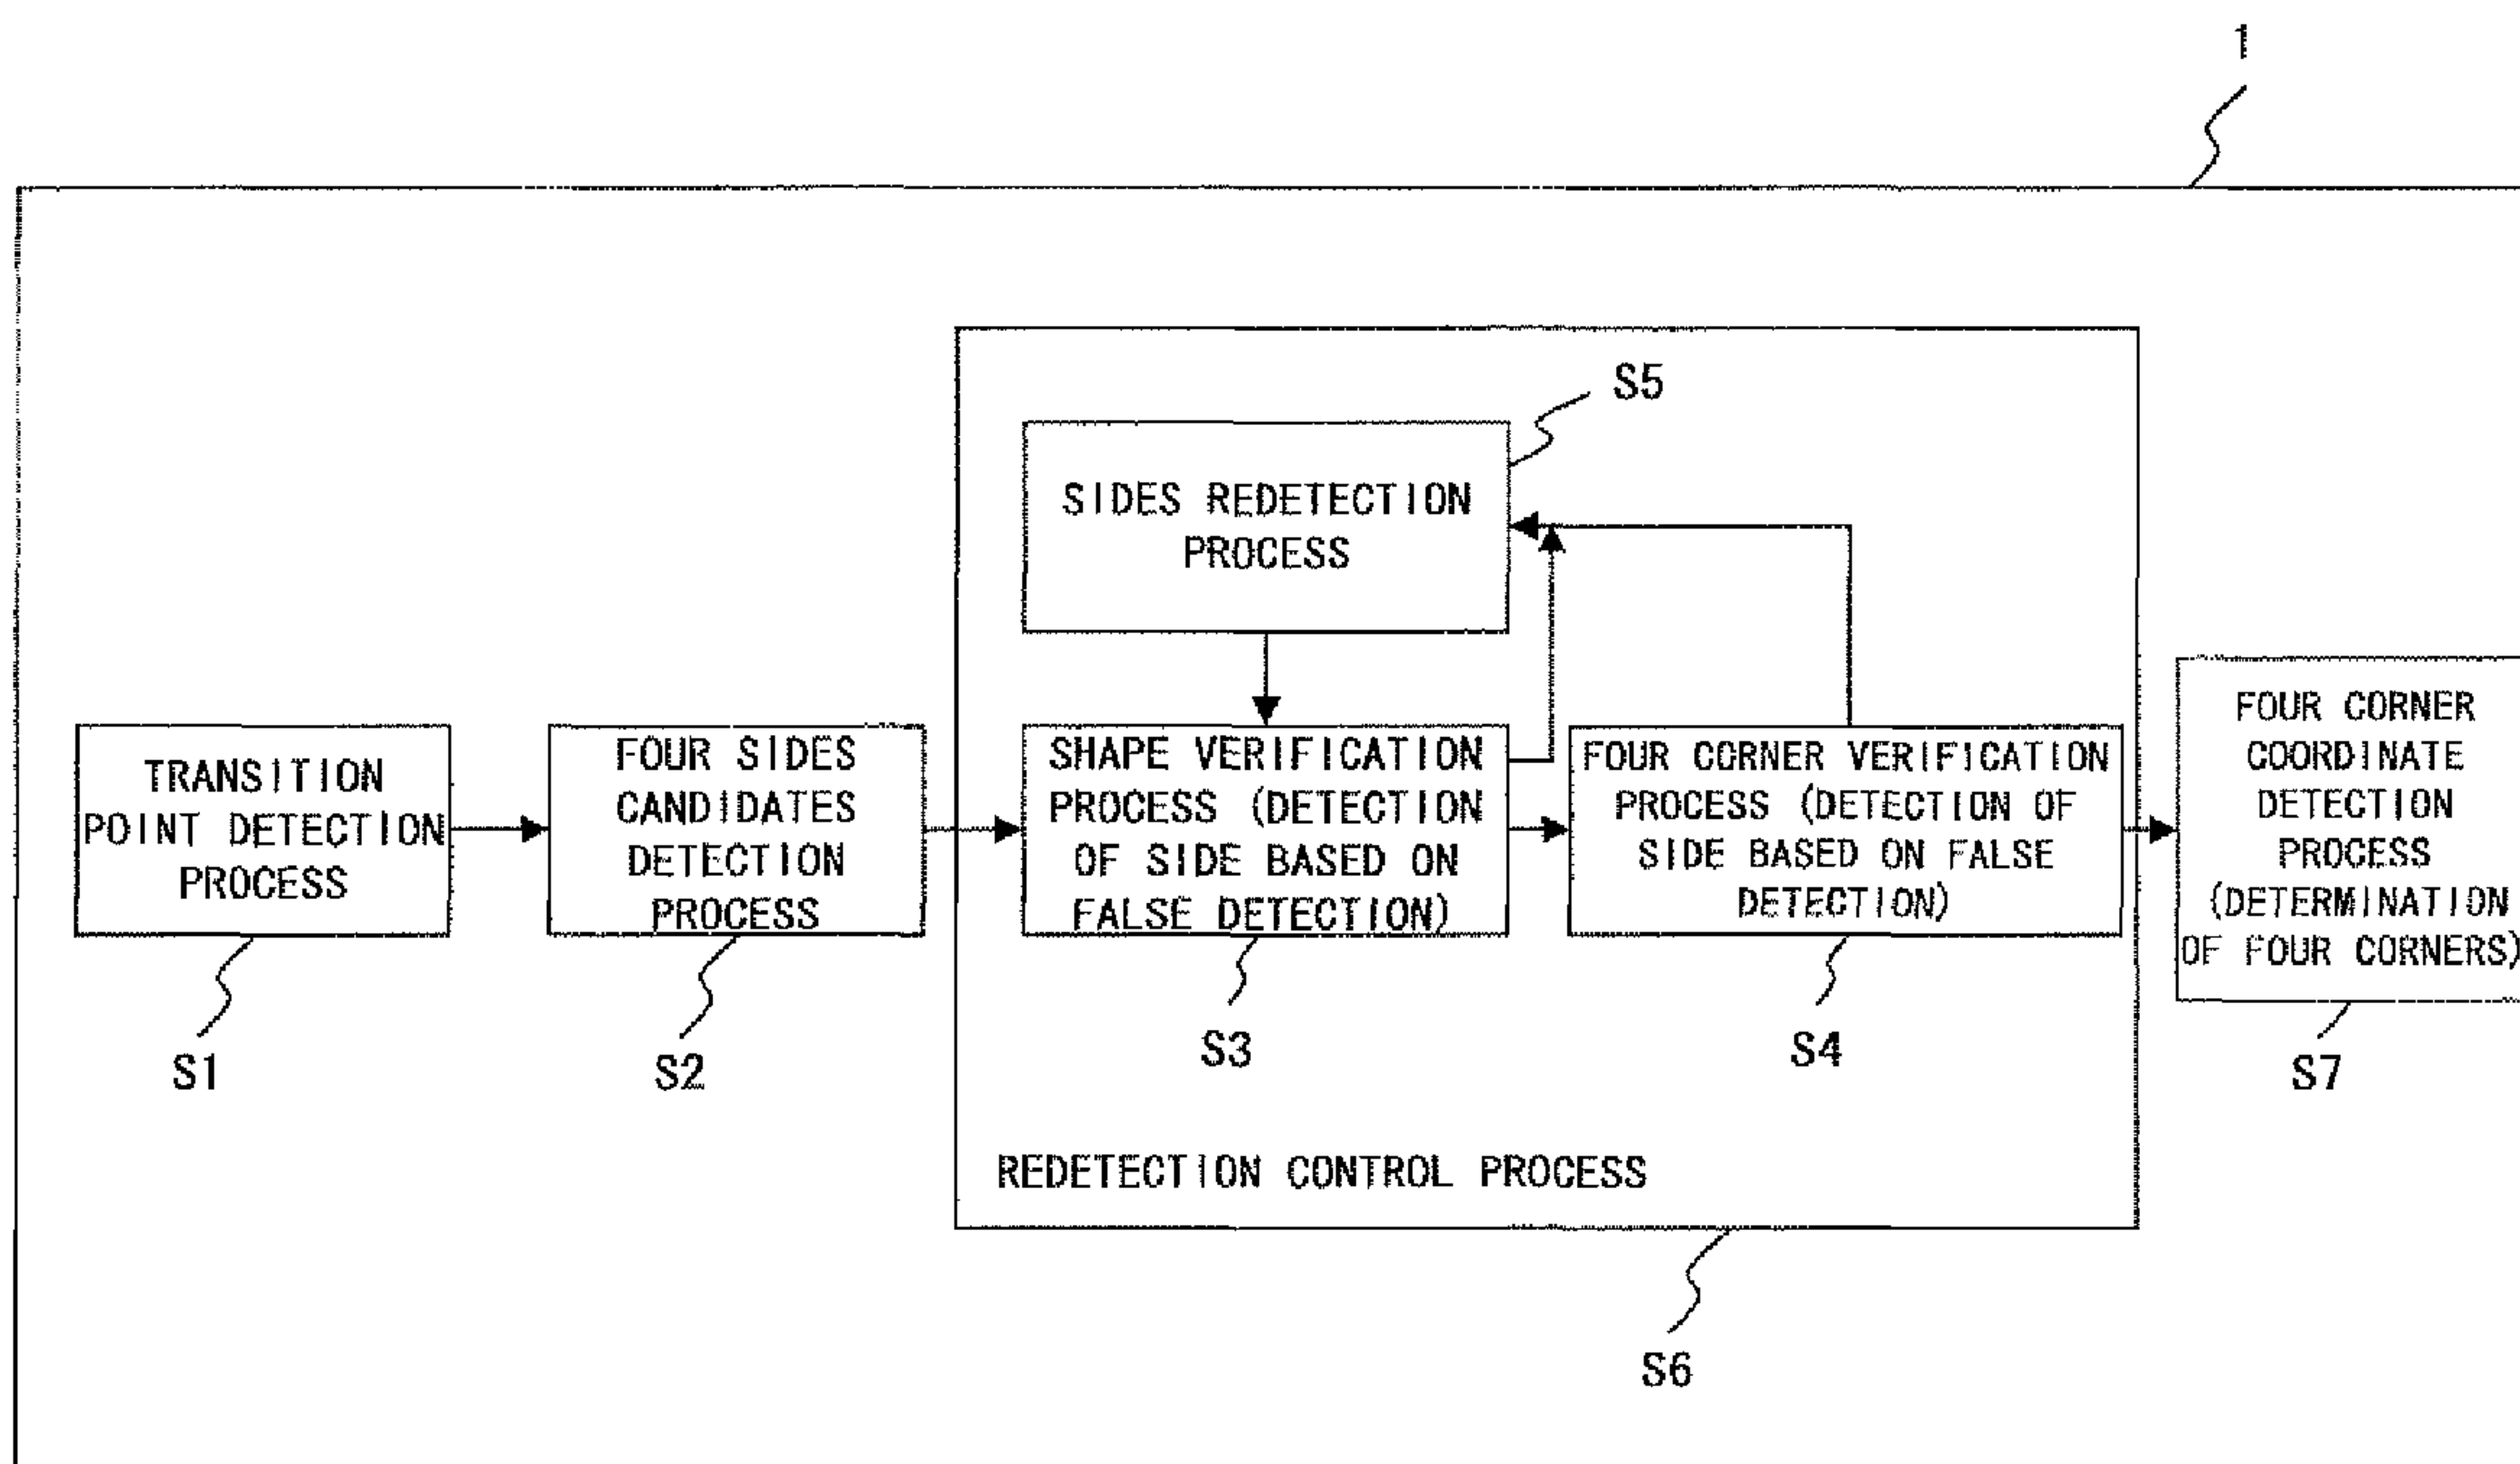 1
S5
SIDES REDETECTION
PROCESS
TRANSITION
POINT DETECTION
PROCESS
FOUR SIDES
CANDIDATES
DETECTION
PROCESS
SHAPE VERIFICATION
PROCESS (DETECTION
OF SIDE BASED ON
FALSE DETECTION)
FOUR CORNER VERIFICATION
PROCESS (DETECTION OF
SIDE BASED ON FALSE
DETECTION)
FOUR CORNER
COORDINATE
DETECTION
PROCESS
(DETERMINATION
OF FOUR CORNERS)
S1
S2
S3
S4
S7
REDETECTION CONTROL PROCESS
S6